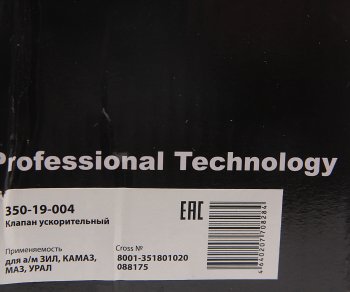 Professional Technology
350-19-004
Клапан ускорительный
EAC
Применяемость
для а/м ЗИЛ, КАМАЗ,
МАЗ, УРАЛ
Cross №
8001-351801020
088175
4640207708284